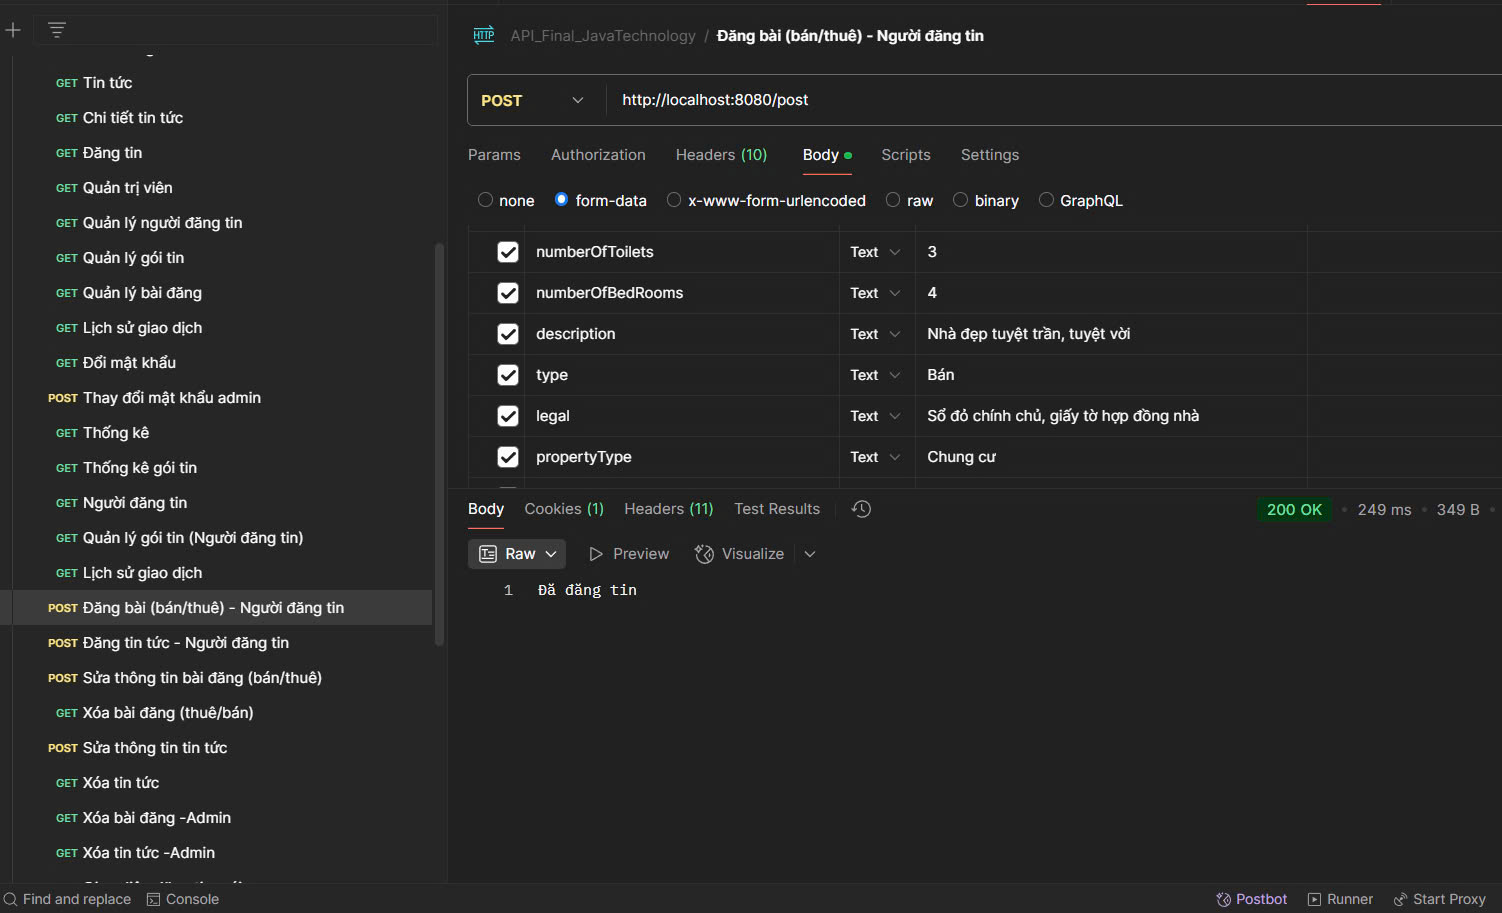 GET Tin tức
GET Chi tiết tin tức
GET Đăng tin
GET Quản trị viên
GET Quản lý người đăng tin
GET Quản lý gói tin
GET Quản lý bài đăng
GET Lịch sử giao dịch
GET Đổi mật khẩu
POST Thay đổi mật khẩu admin
GET Thống kê
GET Thống kê gói tin
GET Người đăng tin
GET Quản lý gói tin (Người đăng tin)
GET Lịch sử giao dịch
POST Đăng bài (bán/thuê) - Người đăng tin
POST Đăng tin tức - Người đăng tin
POST Sửa thông tin bài đăng (bán/thuê)
GET Xóa bài đăng (thuê/bán)
POST Sửa thông tin tin tức
GET Xóa tin tức
GET Xóa bài đăng -Admin
GET Xóa tin tức -Admin
HTTP API_Final_JavaTechnology / Đăng bài (bán/thuê) - Người đăng tin
POST http://localhost:8080/post
Params Authorization Headers (10) Body Scripts Settings
none form-data x-www-form-urlencoded raw binary GraphQL
numberOfToilets Text 3
numberOfBedRooms Text 4
description Text Nhà đẹp tuyệt trần, tuyệt vời
type Text Bán
legal Text Sổ đỏ chính chủ, giấy tờ hợp đồng nhà
propertyType Text Chung cư
Body Cookies (1) Headers (11) Test Results 200 OK • 249 ms • 349 B •
Raw Preview Visualize
1 Đã đăng tin
Find and replace Console Postbot Runner Start Proxy